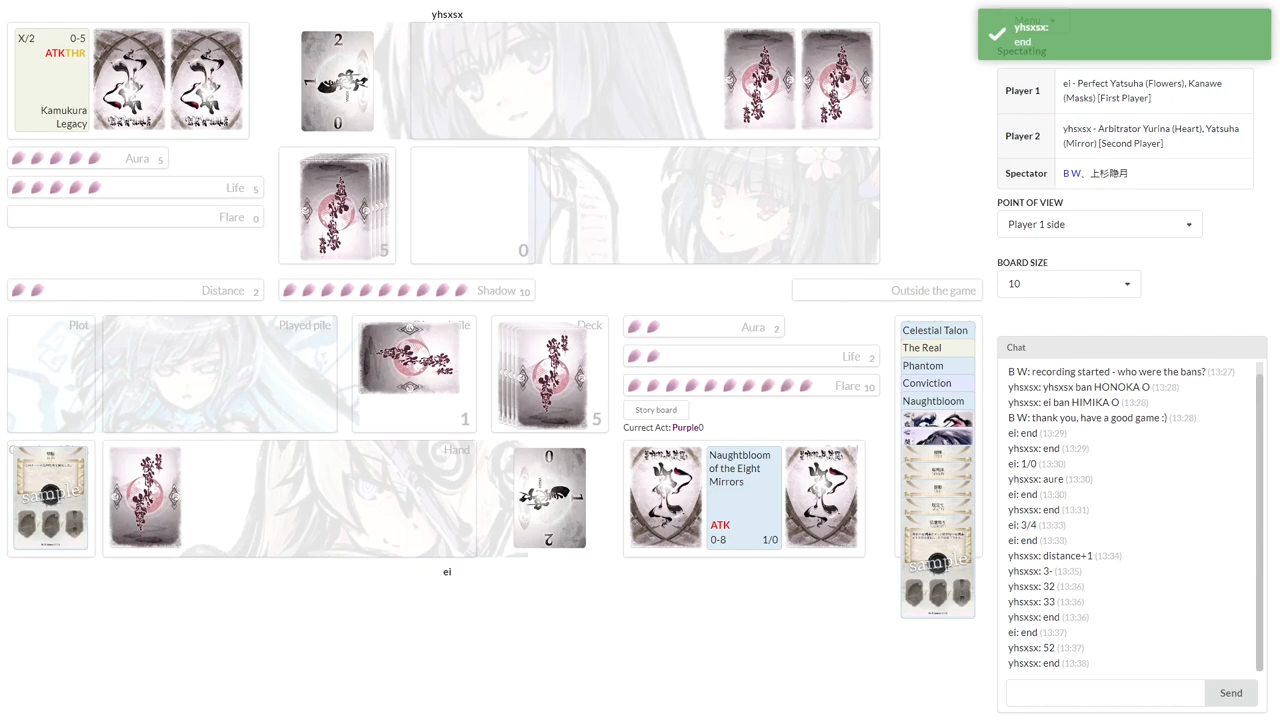 yhsxsx
X/2 0-5
ATKTHR
Kamukura
Legacy
2
1
0
Aura 5
Life 5
Flare 0
5
0
Distance 2
Shadow 10
Outside the game
Plot
Played pile
pile
1
Deck
5
Aura 2
Life 2
Flare 10
Story board
Currect Act: Purple0
Hand
0
1
2
sample
Naughtbloom
of the Eight
Mirrors
ATK
0-8 1/0
Celestial Talon
The Real
Phantom
Conviction
Naughtbloom
sample
ei
Menu
yhsxsx:
end
Spectating
Player 1
ei - Perfect Yatsuha (Flowers), Kanawe
(Masks) [First Player]
Player 2
yhsxsx - Arbitrator Yurina (Heart), Yatsuha
(Mirror) [Second Player]
Spectator
B W、上杉隐月
POINT OF VIEW
Player 1 side
BOARD SIZE
10
Chat
B W: recording started - who were the bans? (13:27)
yhsxsx: yhsxsx ban HONOKA O (13:28)
yhsxsx: ei ban HIMIKA O (13:28)
B W: thank you, have a good game :) (13:28)
ei: end (13:29)
yhsxsx: end (13:29)
ei: 1/0 (13:30)
yhsxsx: aure (13:30)
ei: end (13:30)
yhsxsx: end (13:31)
ei: 3/4 (13:33)
ei: end (13:33)
yhsxsx: distance+1 (13:34)
yhsxsx: 3- (13:35)
yhsxsx: 32 (13:36)
yhsxsx: 33 (13:36)
yhsxsx: end (13:36)
ei: end (13:37)
yhsxsx: 52 (13:37)
yhsxsx: end (13:38)
Send